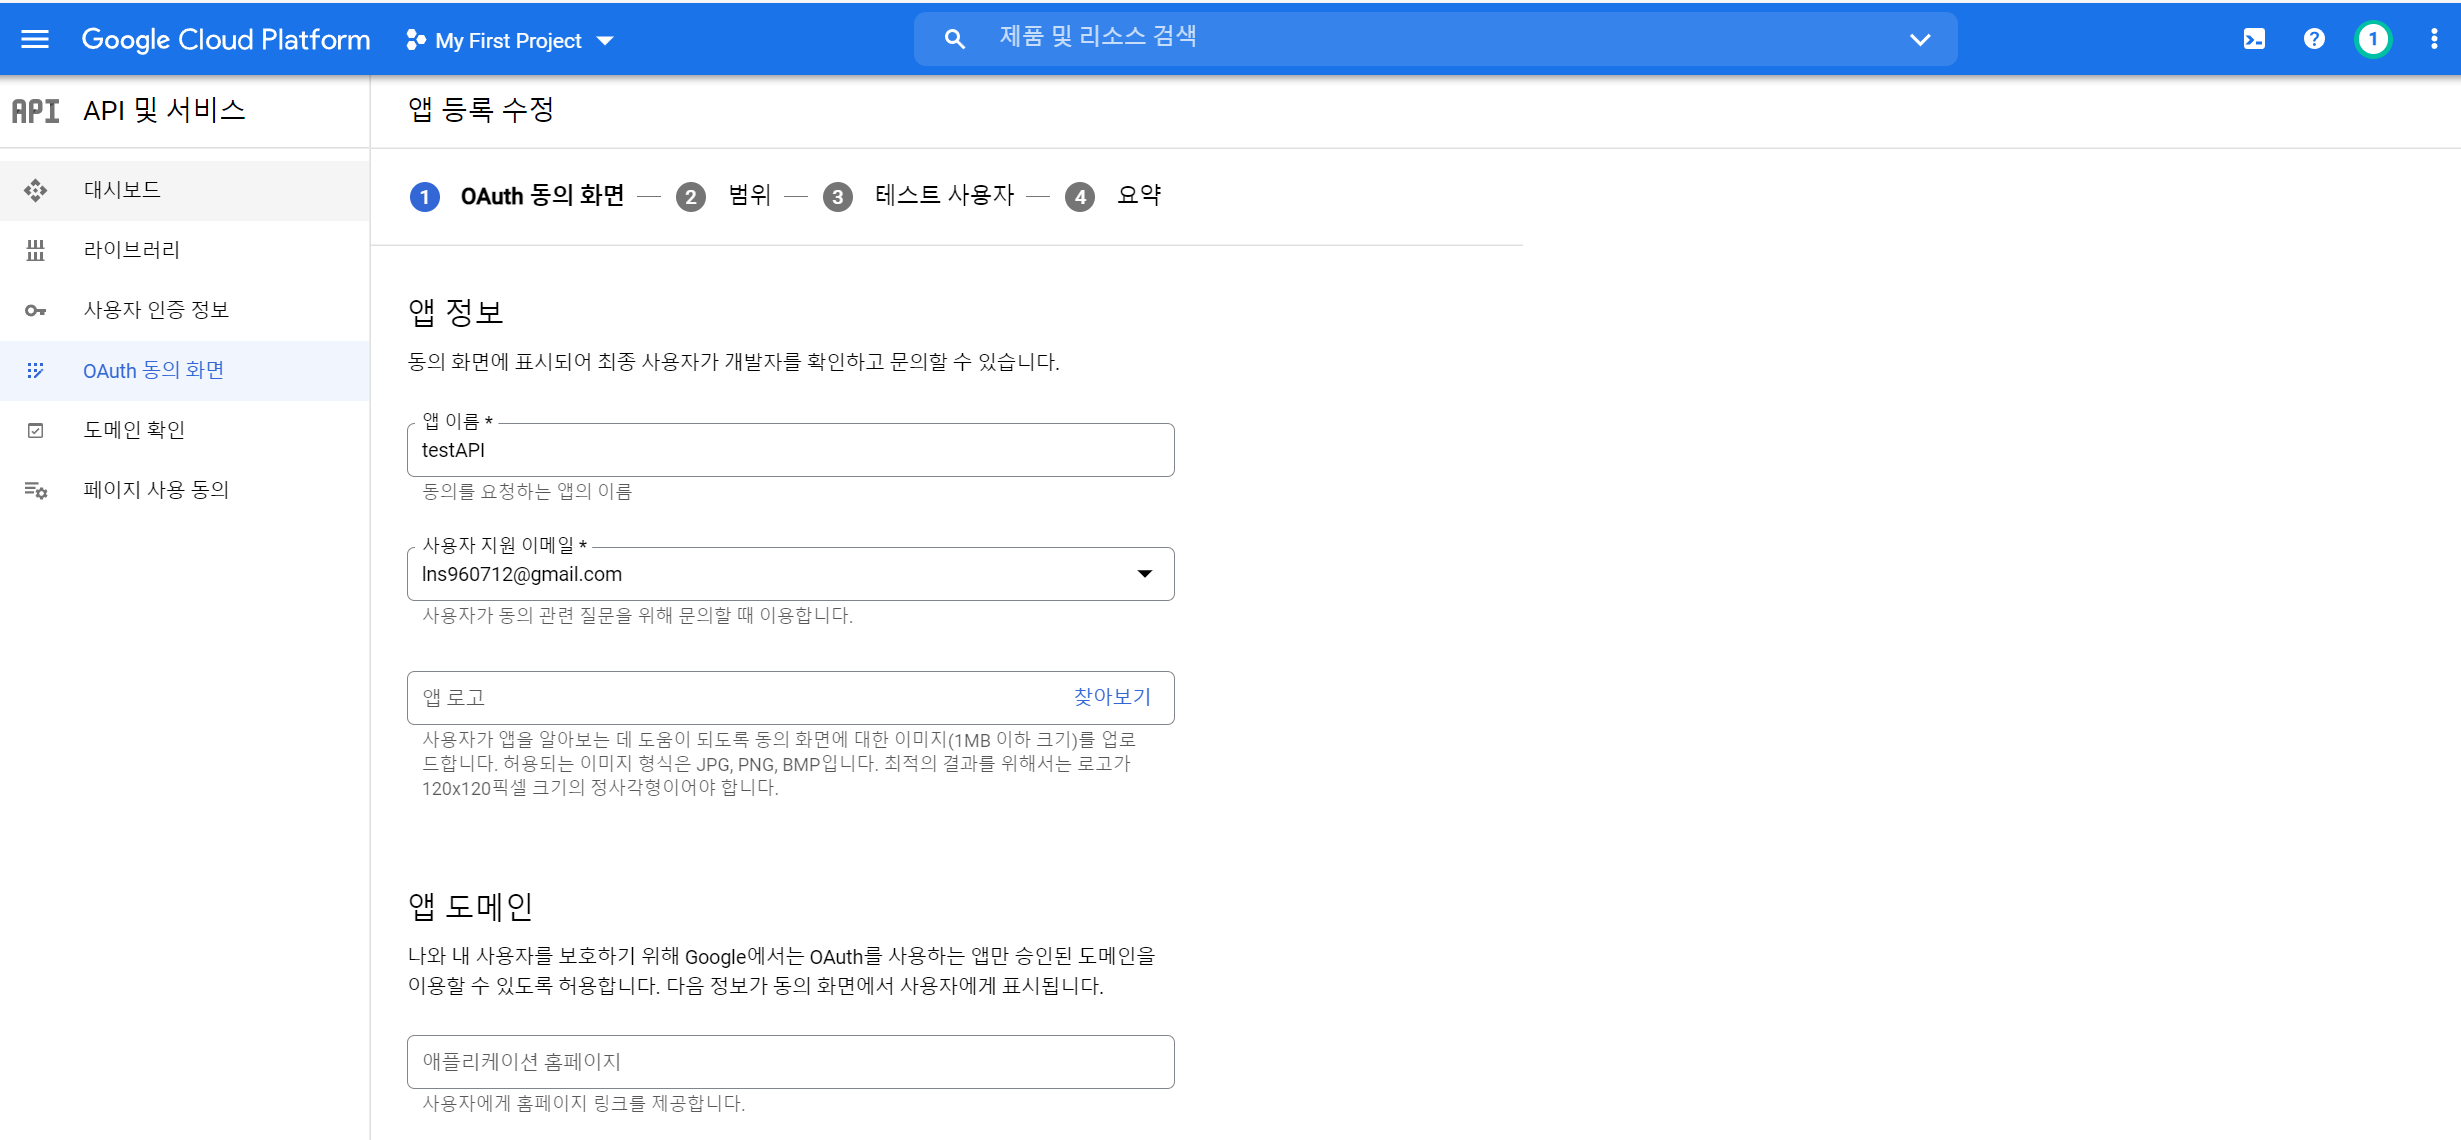 Google Cloud Platform
My First Project
제품 및 리소스 검색
1
API
API 및 서비스
앱 등록 수정
대시보드
라이브러리
사용자 인증 정보
OAuth 동의 화면
도메인 확인
페이지 사용 동의
1 OAuth 동의 화면 — 2 범위 — 3 테스트 사용자 — 4 요약
앱 정보
동의 화면에 표시되어 최종 사용자가 개발자를 확인하고 문의할 수 있습니다.
앱 이름 *
testAPI
동의를 요청하는 앱의 이름
사용자 지원 이메일 *
lns960712@gmail.com
사용자가 동의 관련 질문을 위해 문의할 때 이용합니다.
앱 로고
찾아보기
사용자가 앱을 알아보는 데 도움이 되도록 동의 화면에 대한 이미지(1MB 이하 크기)를 업로
드합니다. 허용되는 이미지 형식은 JPG, PNG, BMP입니다. 최적의 결과를 위해서는 로고가
120x120픽셀 크기의 정사각형이어야 합니다.
앱 도메인
나와 내 사용자를 보호하기 위해 Google에서는 OAuth를 사용하는 앱만 승인된 도메인을
이용할 수 있도록 허용합니다. 다음 정보가 동의 화면에서 사용자에게 표시됩니다.
애플리케이션 홈페이지
사용자에게 홈페이지 링크를 제공합니다.